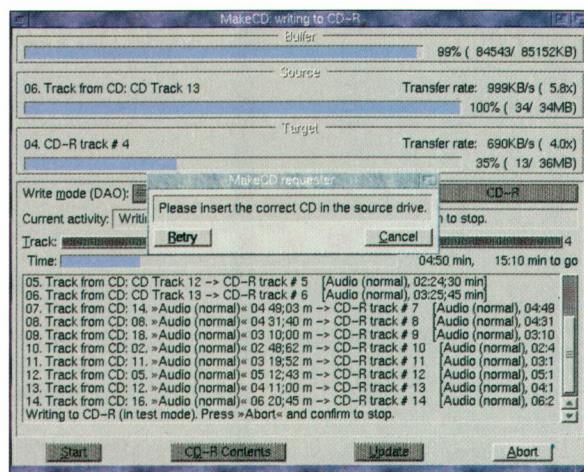 MakeCD: writing to CD-R
Buffer
99% ( 84543/ 85152KB)
Source
06. Track from CD: CD Track 13 Transfer rate: 999KB/s ( 5.8x)
100% ( 34/ 34MB)
Target
04. CD-R track # 4 Transfer rate: 690KB/s ( 4.0x)
35% ( 13/ 36MB)
MakeCD requester
Write mode (DAO): CD-R
Please insert the correct CD in the source drive.
Current activity: Writi n to stop.
Retry Cancel
Track: 4
Time: 04:50 min, 15:10 min to go
05. Track from CD: CD Track 12 -> CD-R track # 5 [Audio (normal), 02:24;30 min]
06. Track from CD: CD Track 13 -> CD-R track # 6 [Audio (normal), 03:25;45 min]
07. Track from CD: 14. »Audio (normal)« 04 49;03 m -> CD-R track # 7 [Audio (normal), 04:49
08. Track from CD: 08. »Audio (normal)« 04 31;40 m -> CD-R track # 8 [Audio (normal), 04:31
09. Track from CD: 18. »Audio (normal)« 03 10;00 m -> CD-R track # 9 [Audio (normal), 03:10
10. Track from CD: 02. »Audio (normal)« 02 48;62 m -> CD-R track # 10 [Audio (normal), 02:4
11. Track from CD: 11. »Audio (normal)« 03 19;52 m -> CD-R track # 11 [Audio (normal), 03:1
12. Track from CD: 05. »Audio (normal)« 05 12;43 m -> CD-R track # 12 [Audio (normal), 05:1
13. Track from CD: 12. »Audio (normal)« 04 11;00 m -> CD-R track # 13 [Audio (normal), 04:1
14. Track from CD: 16. »Audio (normal)« 06 20;45 m -> CD-R track # 14 [Audio (normal), 06:2
Writing to CD-R (in test mode). Press »Abort« and confirm to stop.
Start CD-R Contents Update Abort